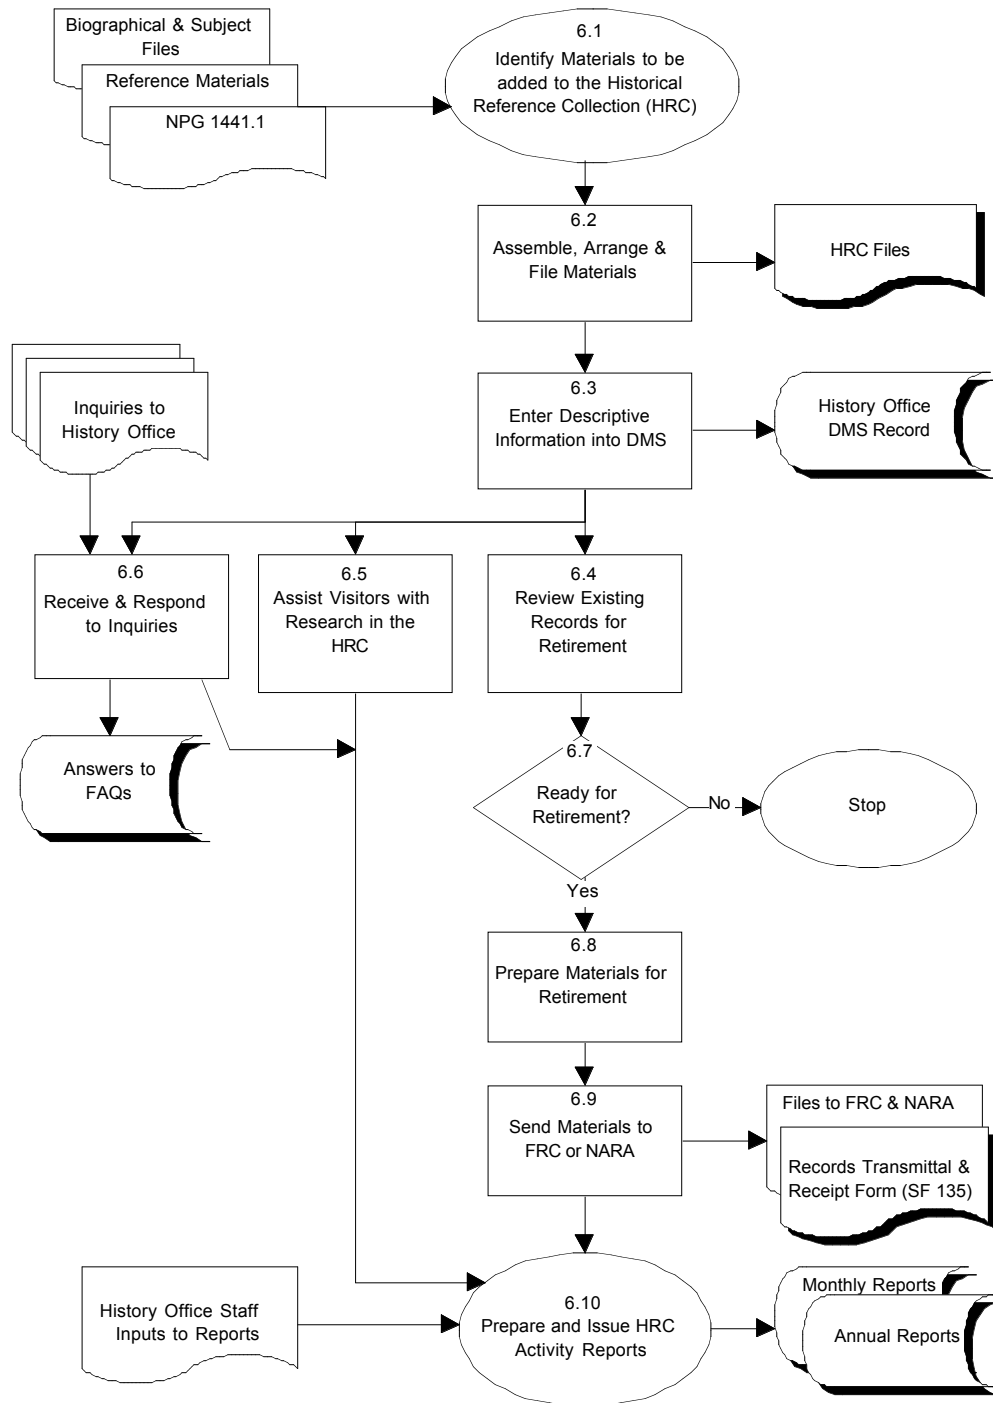 Biographical & Subject
Files
Reference Materials
NPG 1441.1
6.1
Identify Materials to be
added to the Historical
Reference Collection (HRC)
6.2
Assemble, Arrange &
File Materials
HRC Files
6.3
Enter Descriptive
Information into DMS
History Office
DMS Record
Inquiries to
History Office
6.6
Receive & Respond
to Inquiries
6.5
Assist Visitors with
Research in the
HRC
6.4
Review Existing
Records for
Retirement
Answers to
FAQs
6.7
Ready for
Retirement?
No
Stop
Yes
6.8
Prepare Materials for
Retirement
6.9
Send Materials to
FRC or NARA
Files to FRC & NARA
Records Transmittal &
Receipt Form (SF 135)
History Office Staff
Inputs to Reports
6.10
Prepare and Issue HRC
Activity Reports
Monthly Reports
Annual Reports